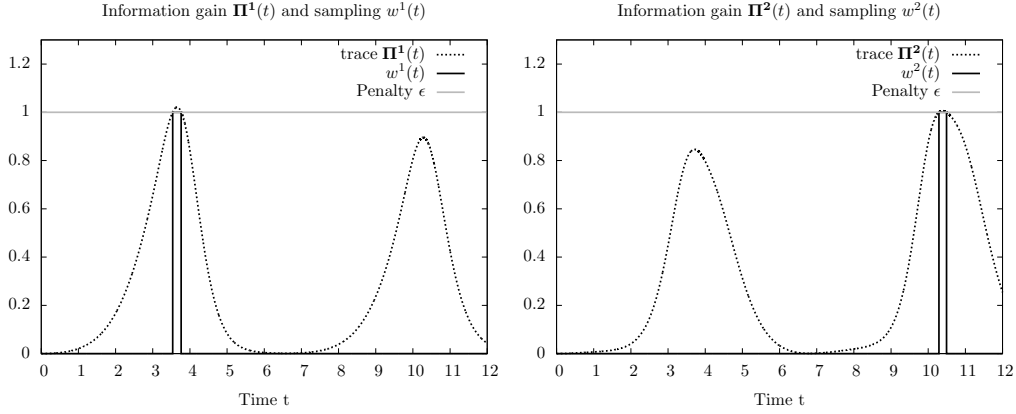 Information gain Π¹(t) and sampling w¹(t)
trace Π¹(t)
w¹(t)
Penalty ϵ
1.2
1
0.8
0.6
0.4
0.2
0
0 1 2 3 4 5 6 7 8 9 10 11 12
Time t
Information gain Π²(t) and sampling w²(t)
trace Π²(t)
w²(t)
Penalty ϵ
1.2
1
0.8
0.6
0.4
0.2
0
0 1 2 3 4 5 6 7 8 9 10 11 12
Time t